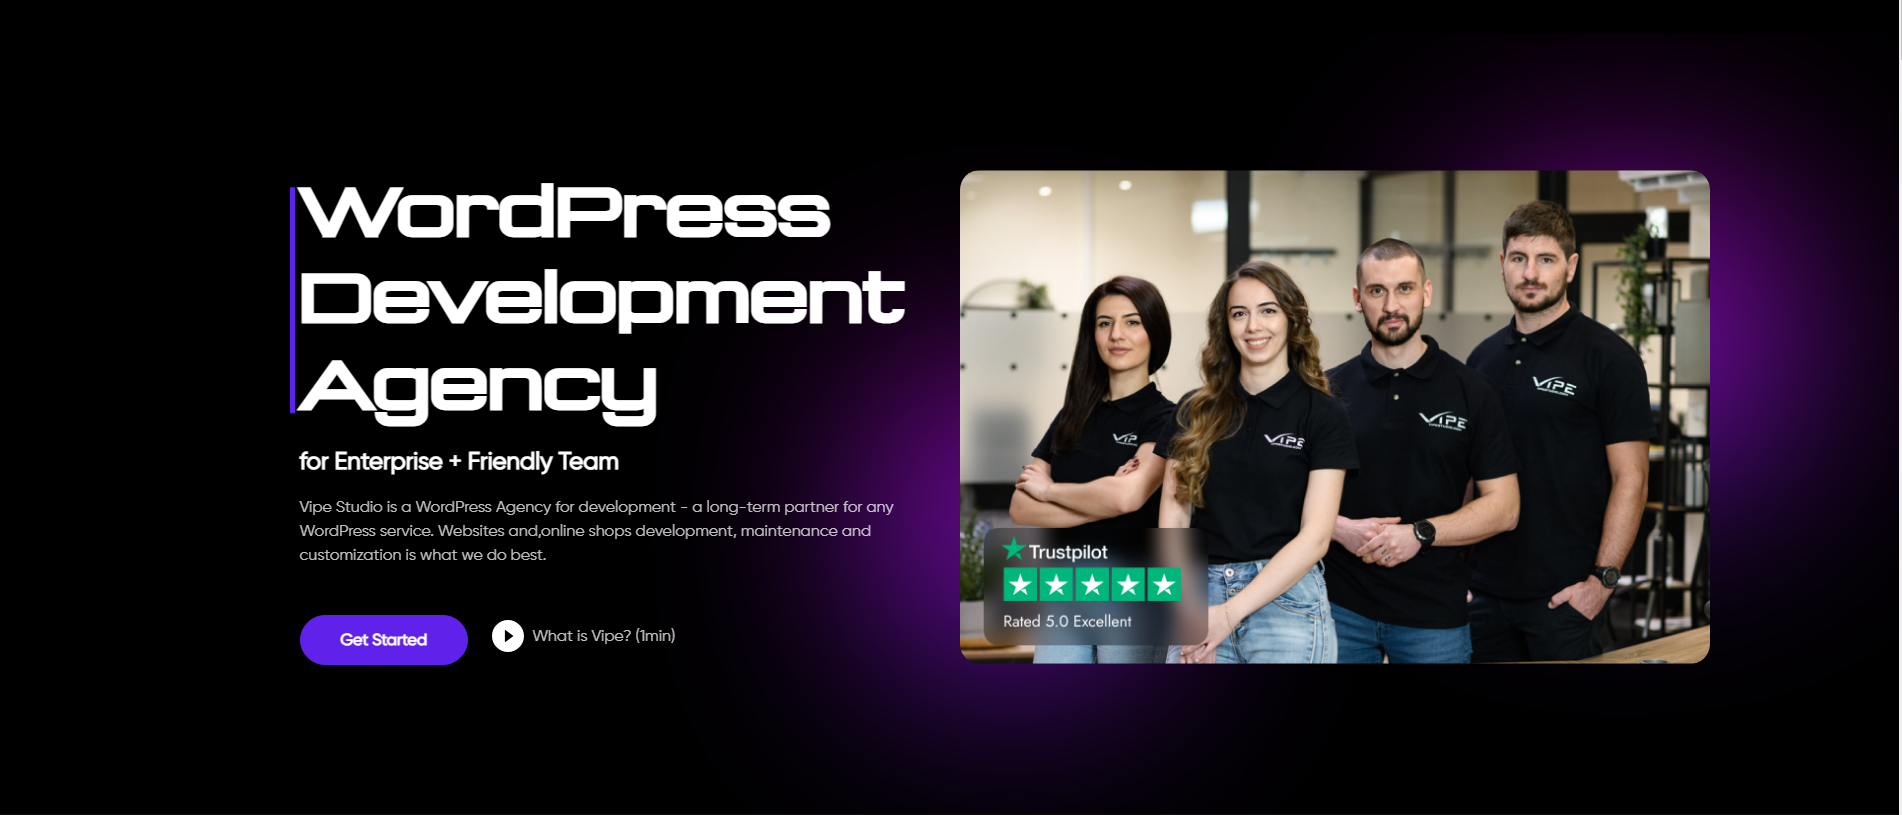 WordPress
Development
Agency
for Enterprise + Friendly Team
Vipe Studio is a WordPress Agency for development - a long-term partner for any
WordPress service. Websites and,online shops development, maintenance and
customization is what we do best.
Get Started
What is Vipe? (1min)
VIP
VIPE
VIPE
VIPE
Trustpilot
Rated 5.0 Excellent